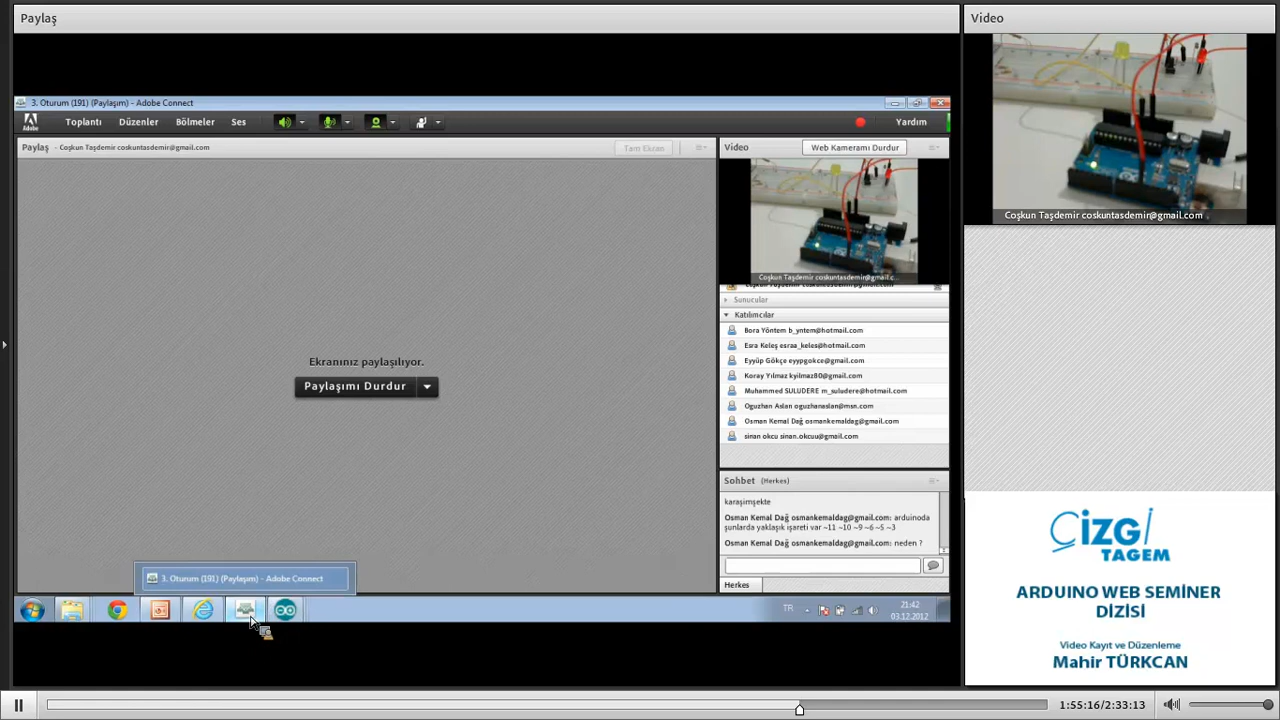 Paylaş
Video
3. Oturum (191) (Paylaşım) - Adobe Connect
Adobe
Toplantı Düzenler Bölmeler Ses
Yardım
Paylaş - Coşkun Taşdemir coskuntasdemir@gmail.com
Tam Ekran
Video
Web Kameramı Durdur
Coşkun Taşdemir coskuntasdemir@gmail.c...
Sunucular
Katılımcılar
Bora Yöntem b_yntem@hotmail.com
Esra Keleş esraa_keles@hotmail.com
Eyyüp Gökçe eyypgokce@gmail.com
Koray Yılmaz kyilmaz80@gmail.com
Muhammed SULUDERE m_suludere@hotmail.com
Oguzhan Aslan oguzhanaslan@msn.com
Osman Kemal Dağ osmankemaldag@gmail.com
sinan okcu sinan.okcuu@gmail.com
Ekranınız paylaşılıyor.
Paylaşımı Durdur
Sohbet (Herkes)
karaşimşekte
Osman Kemal Dağ osmankemaldag@gmail.com: arduinoda
şunlarda yaklaşık işareti var ~11 ~10 ~9 ~6 ~5 ~3
Osman Kemal Dağ osmankemaldag@gmail.com: neden ?
Herkes
3. Oturum (191) (Paylaşım) - Adobe Connect
TR
21:42
03.12.2012
Coşkun Taşdemir coskuntasdemir@gmail.com
ÇİZGİ
TAGEM
ARDUINO WEB SEMINER
DİZİSİ
Video Kayıt ve Düzenleme
Mahir TÜRKCAN
1:55:16/2:33:13